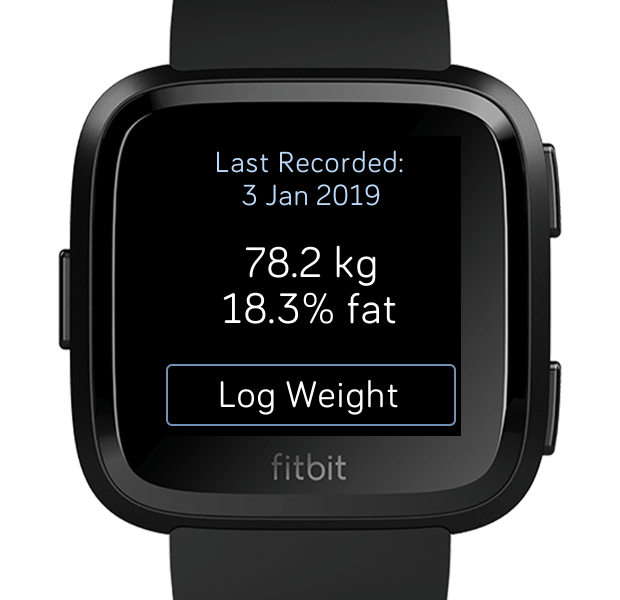 Last Recorded:
3 Jan 2019
78.2 kg
18.3% fat
Log Weight
fitbit